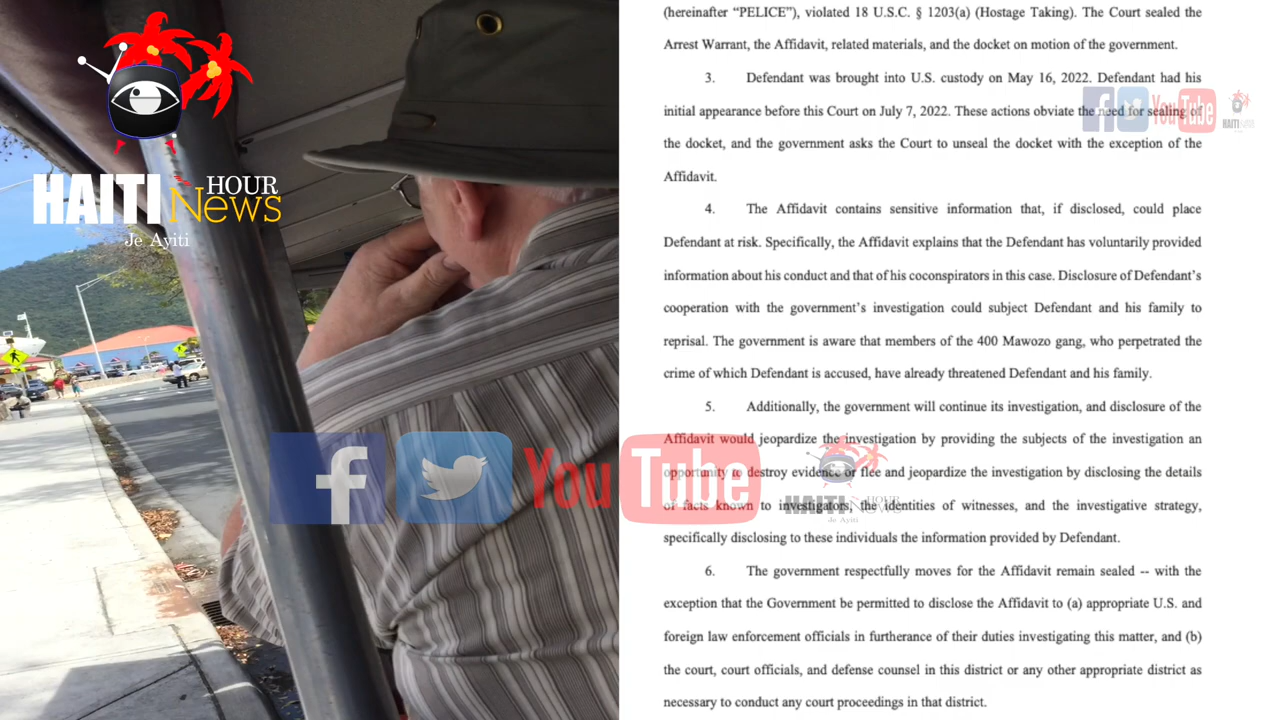 HAITI HOUR
News
Je Ayiti
(hereinafter “PELICE”), violated 18 U.S.C. § 1203(a) (Hostage Taking). The Court sealed the
Arrest Warrant, the Affidavit, related materials, and the docket on motion of the government.
3. Defendant was brought into U.S. custody on May 16, 2022. Defendant had his
initial appearance before this Court on July 7, 2022. These actions obviate the need for sealing of
the docket, and the government asks the Court to unseal the docket with the exception of the
Affidavit.
4. The Affidavit contains sensitive information that, if disclosed, could place
Defendant at risk. Specifically, the Affidavit explains that the Defendant has voluntarily provided
information about his conduct and that of his coconspirators in this case. Disclosure of Defendant’s
cooperation with the government’s investigation could subject Defendant and his family to
reprisal. The government is aware that members of the 400 Mawozo gang, who perpetrated the
crime of which Defendant is accused, have already threatened Defendant and his family.
5. Additionally, the government will continue its investigation, and disclosure of the
Affidavit would jeopardize the investigation by providing the subjects of the investigation an
opportunity to destroy evidence or flee and jeopardize the investigation by disclosing the details
of facts known to investigators, the identities of witnesses, and the investigative strategy,
specifically disclosing to these individuals the information provided by Defendant.
6. The government respectfully moves for the Affidavit remain sealed -- with the
exception that the Government be permitted to disclose the Affidavit to (a) appropriate U.S. and
foreign law enforcement officials in furtherance of their duties investigating this matter, and (b)
the court, court officials, and defense counsel in this district or any other appropriate district as
necessary to conduct any court proceedings in that district.
f YouTube
HAITI HOUR
News
Je Ayiti
f YouTube
HAITI